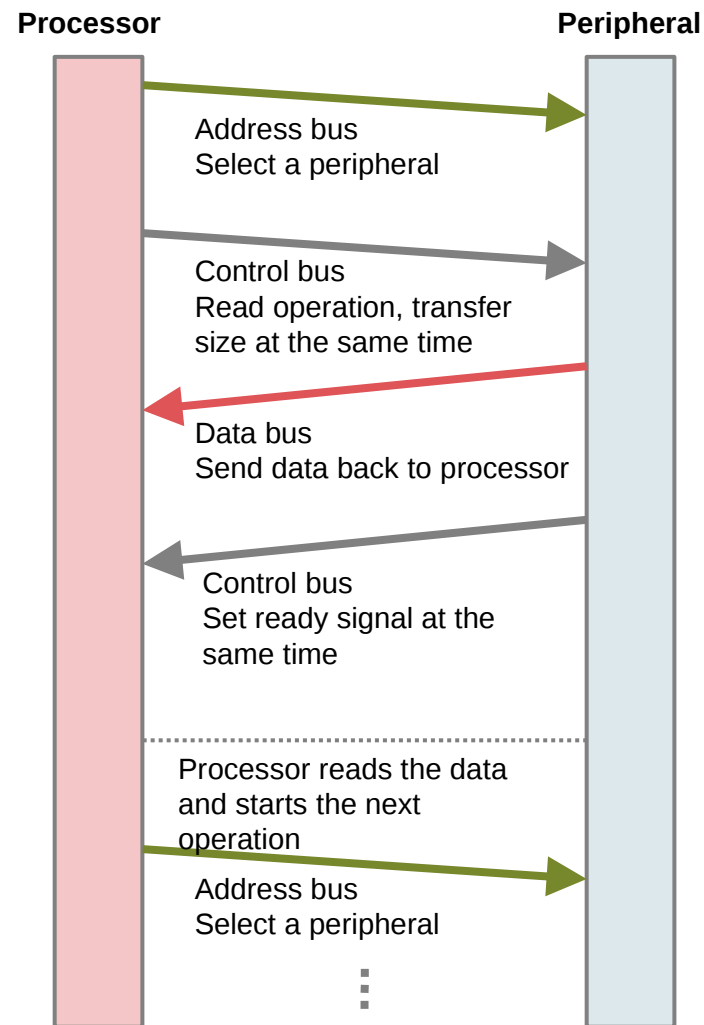 Processor
Peripheral
Address bus
Select a peripheral
Control bus
Read operation, transfer
size at the same time
Data bus
Send data back to processor
Control bus
Set ready signal at the
same time
Processor reads the data
and starts the next
operation
Address bus
Select a peripheral